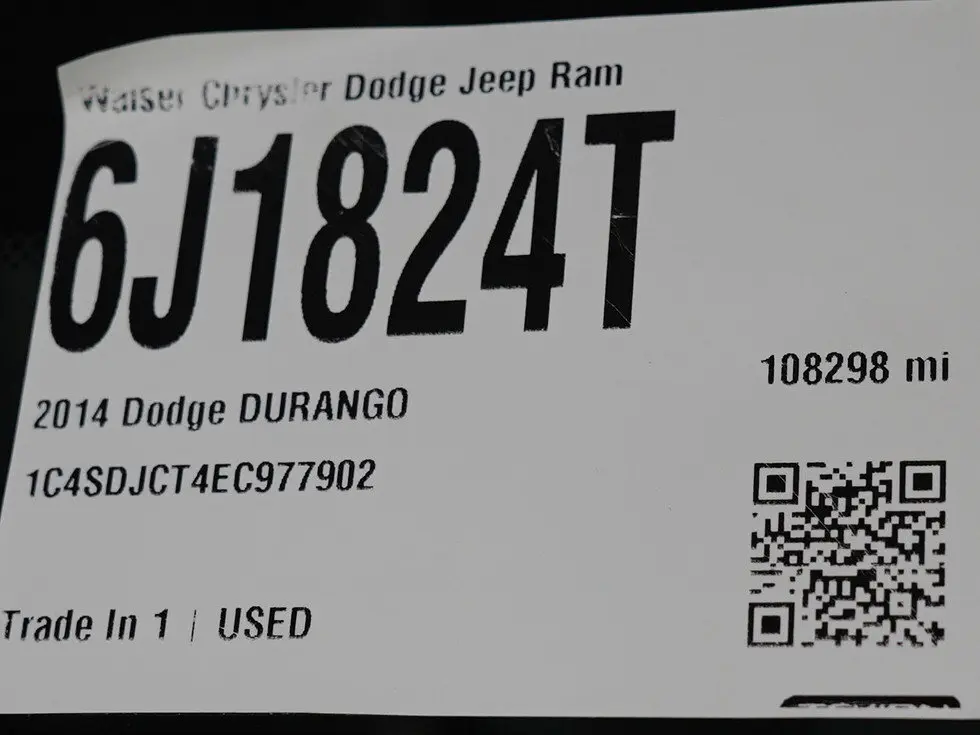 Walser Chrysler Dodge Jeep Ram
6J1824T
108298 mi
2014 Dodge DURANGO
1C4SDJCT4EC977902
Trade In 1 | USED